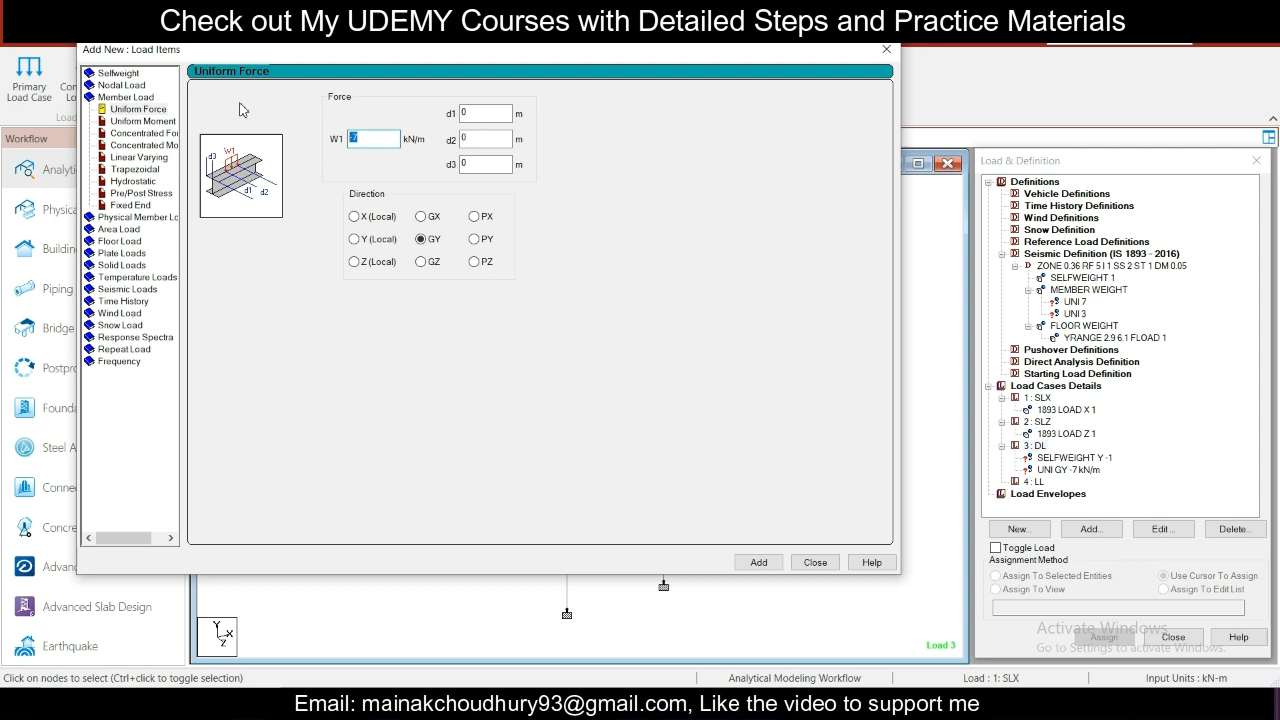 Check out My UDEMY Courses with Detailed Steps and Practice Materials
Add New : Load Items
Primary
Load Case
Workflow
Selfweight
Nodal Load
Member Load
Uniform Force
Uniform Moment
Concentrated
Concentrated
Linear Varying
Trapezoidal
Hydrostatic
Pre/Post Stress
Fixed End
Physical Member
Area Load
Floor Load
Plate Loads
Solid Loads
Temperature Loads
Seismic Loads
Time History
Wind Load
Snow Load
Response Spectra
Repeat Load
Frequency
Uniform Force
Force
W1 -7 kN/m
d1 0 m
d2 0 m
d3 0 m
W1
d3
d1 d2
Direction
X (Local) GX PX
Y (Local) GY PY
Z (Local) GZ PZ
Add Close Help
Piping
Bridge
Steel
Advanced Slab Design
Earthquake
Y
X
Z
Load 3
Load & Definition
Definitions
Vehicle Definitions
Time History Definitions
Wind Definitions
Snow Definition
Reference Load Definitions
Seismic Definition (IS 1893 - 2016)
ZONE 0.36 RF 5 I 1 SS 2 ST 1 DM 0.05
SELFWEIGHT 1
MEMBER WEIGHT
UNI 7
UNI 3
FLOOR WEIGHT
YRANGE 2.9 6.1 FLOAD 1
Pushover Definitions
Direct Analysis Definition
Starting Load Definition
Load Cases Details
1 : SLX
1893 LOAD X 1
2 : SLZ
1893 LOAD Z 1
3 : DL
SELFWEIGHT Y -1
UNI GY -7 kN/m
4 : LL
Load Envelopes
New... Add... Edit... Delete...
Toggle Load
Assignment Method
Assign To Selected Entities Use Cursor To Assign
Assign To View Assign To Edit List
Assign Close Help
Activate Windows
Go to Settings to activate Windows.
Click on nodes to select (Ctrl+click to toggle selection) Analytical Modeling Workflow Load : 1: SLX Input Units : kN-m
Email: mainakchoudhury93@gmail.com, Like the video to support me